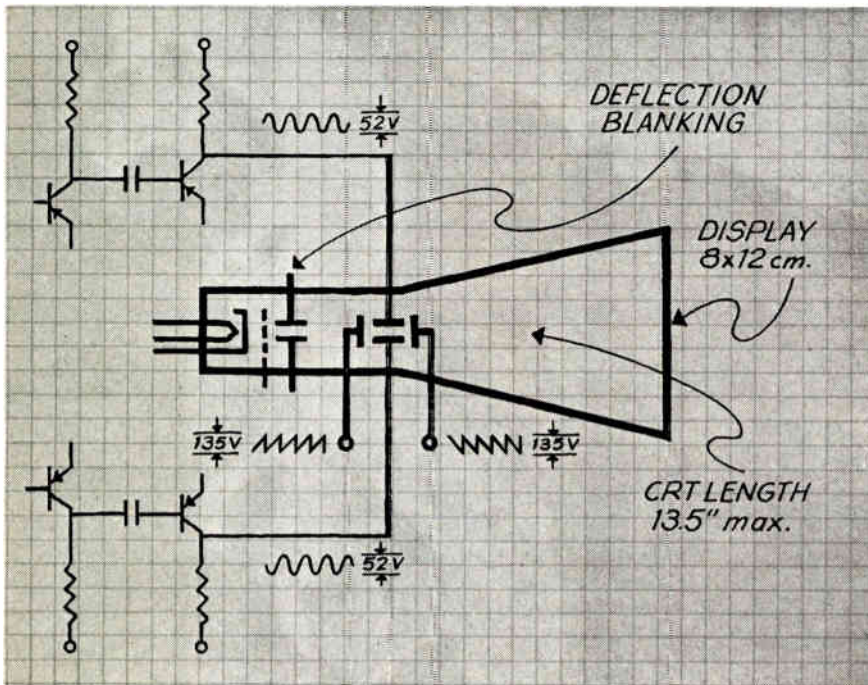 52V
DEFLECTION
BLANKING
DISPLAY
8x12 cm.
135V
135V
CRT LENGTH
13.5" max.
52V